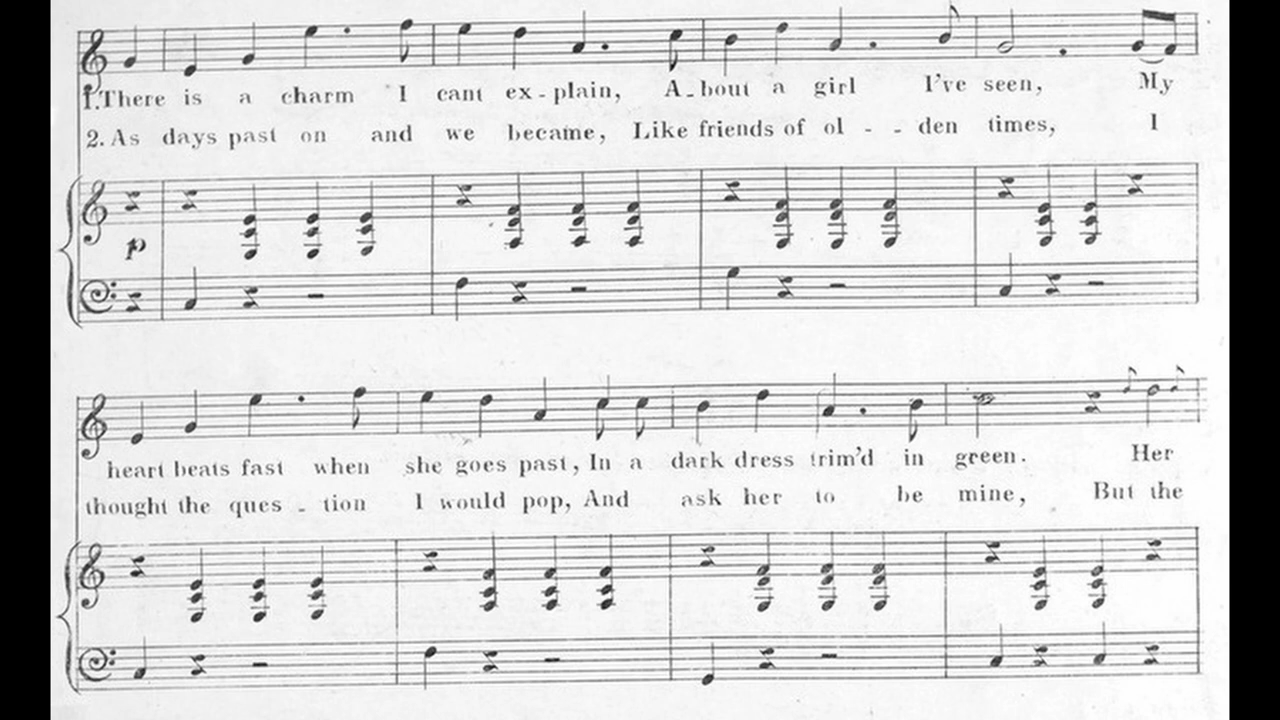 1. There is a charm I cant ex-plain, A-bout a girl I've seen, My
2. As days past on and we became, Like friends of ol - - den times, I
p
heart beats fast when she goes past, In a dark dress trim'd in green. Her
thought the ques - tion I would pop, And ask her to be mine, But the